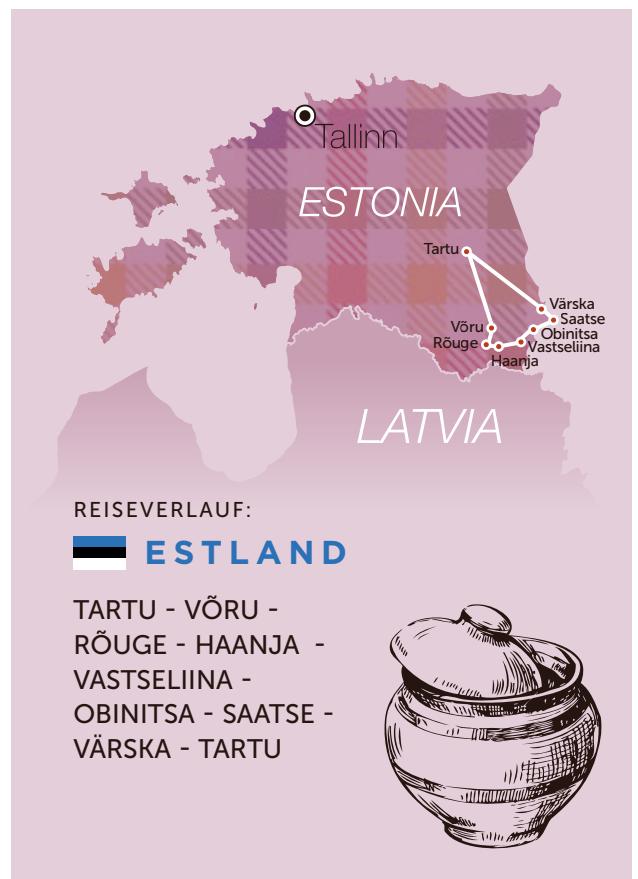 Tallinn
ESTONIA
Tartu
Värska
Saatse
Võru
Obinitsa
Rõuge
Vastseliina
Haanja
LATVIA
REISEVERLAUF:
ESTLAND
TARTU - VÕRU -
RÕUGE - HAANJA -
VASTSELIINA -
OBINITSA - SAATSE -
VÄRSKA - TARTU